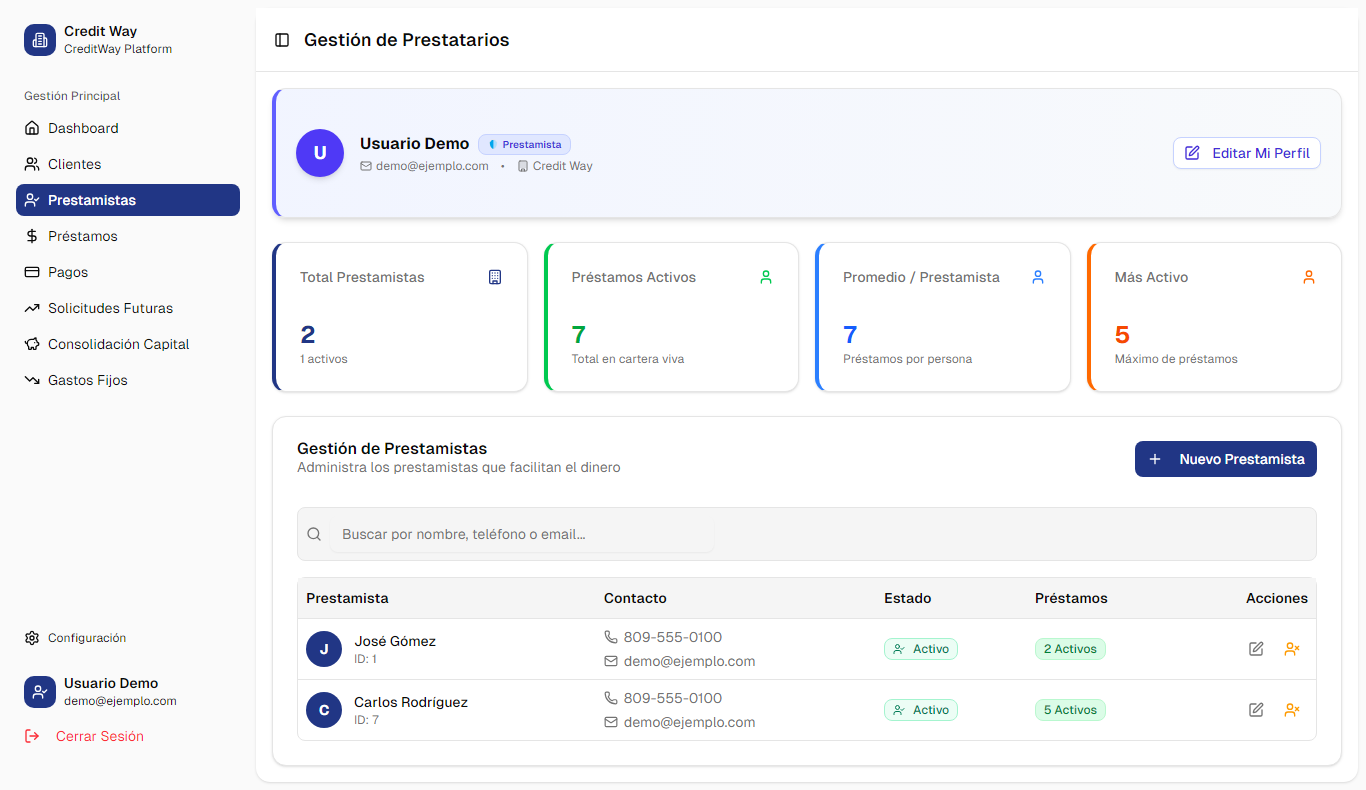 Credit Way
CreditWay Platform
Gestión Principal
Dashboard
Clientes
Prestamistas
Préstamos
Pagos
Solicitudes Futuras
Consolidación Capital
Gastos Fijos
Configuración
Usuario Demo
demo@ejemplo.com
Cerrar Sesión
Gestión de Prestatarios
U
Usuario Demo Prestamista
demo@ejemplo.com • Credit Way
Editar Mi Perfil
Total Prestamistas
2
1 activos
Préstamos Activos
7
Total en cartera viva
Promedio / Prestamista
7
Préstamos por persona
Más Activo
5
Máximo de préstamos
Gestión de Prestamistas
Administra los prestamistas que facilitan el dinero
Nuevo Prestamista
Buscar por nombre, teléfono o email...
Prestamista Contacto Estado Préstamos Acciones
J
José Gómez
ID: 1
809-555-0100
demo@ejemplo.com
Activo
2 Activos
C
Carlos Rodríguez
ID: 7
809-555-0100
demo@ejemplo.com
Activo
5 Activos